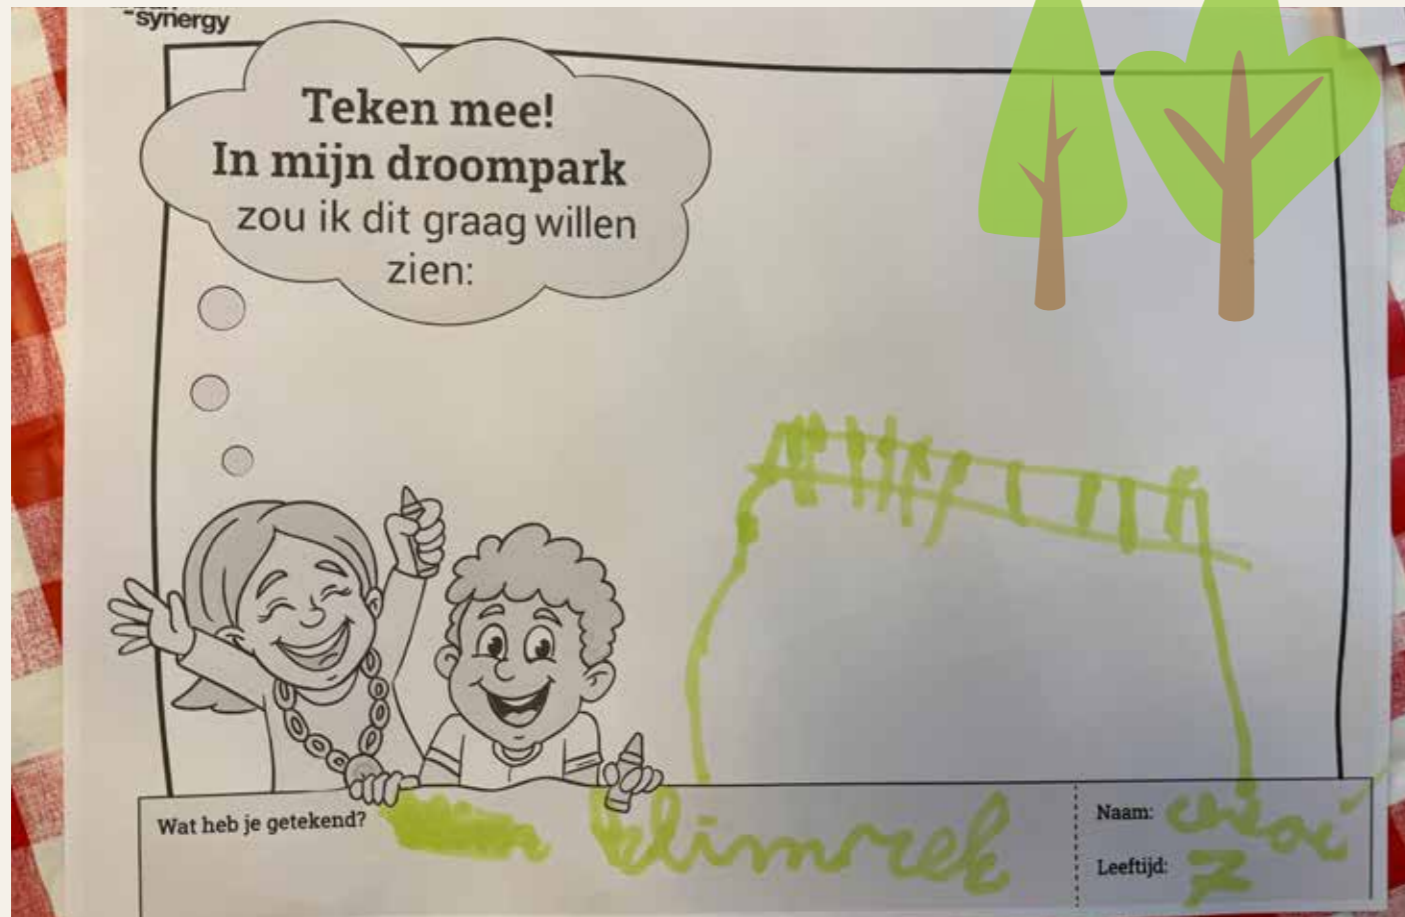 synergy
Teken mee!
In mijn droompark
zou ik dit graag willen
zien:
Wat heb je getekend?
klimrek
Naam:
Leeftijd: 7